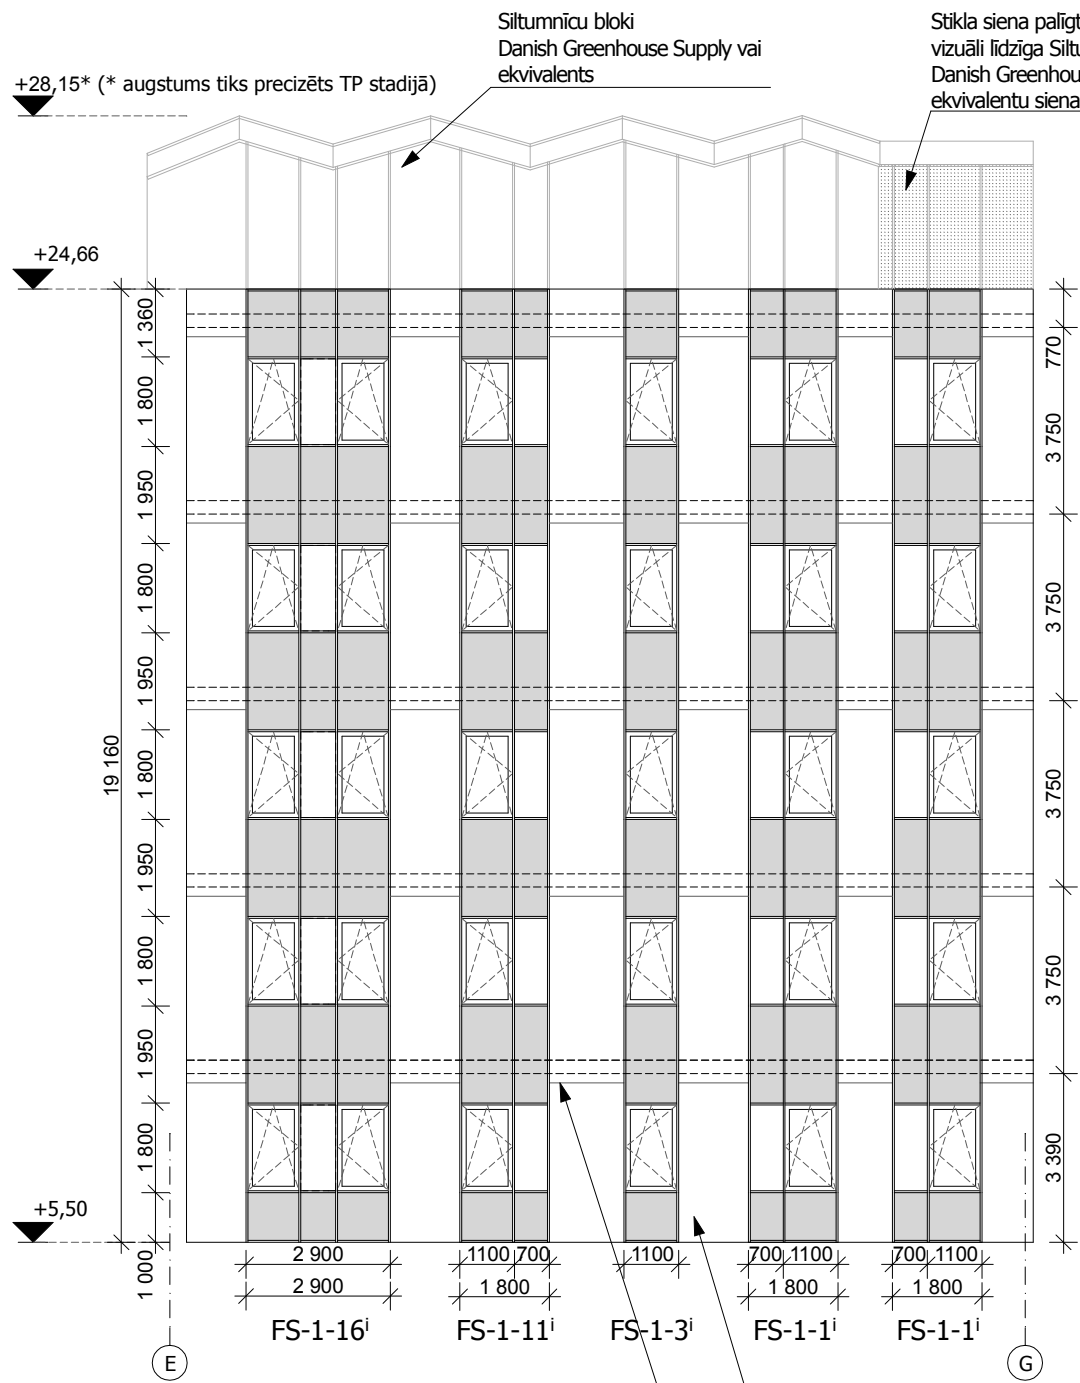 Siltumnīcu bloki
Danish Greenhouse Supply vai
ekvivalents
Stikla siena
vizuāli līdzīga
Danish
ekvivalentu siena
+28,15* (* augstums tiks precizēts TP stadijā)
+24,66
19 160
1 360
1 800
1 950
1 800
1 950
1 800
1 950
1 800
1 950
1 800
1 000
770
3 750
3 750
3 750
3 750
3 390
+5,50
2 900 1100 700 1100 700 1100 700 1100
2 900 1 800 1 800 1 800
FS-1-16ⁱ FS-1-11ⁱ FS-1-3ⁱ FS-1-1ⁱ FS-1-1ⁱ
E G